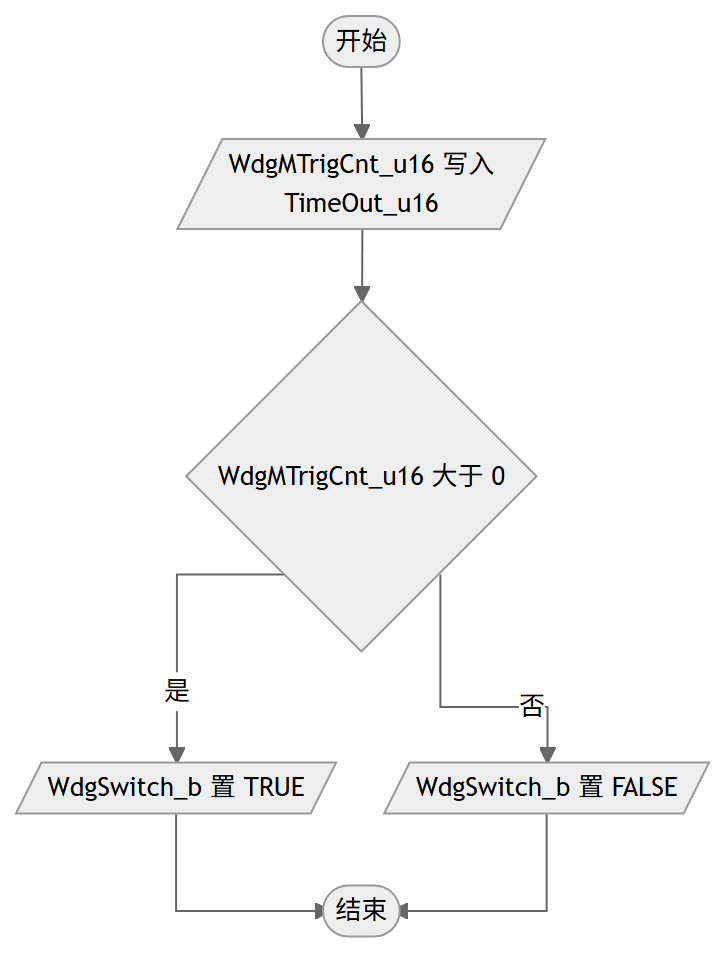 开始
WdgMTrigCnt_u16 写入
TimeOut_u16
WdgMTrigCnt_u16 大于 0
是
否
WdgSwitch_b 置 TRUE
WdgSwitch_b 置 FALSE
结束